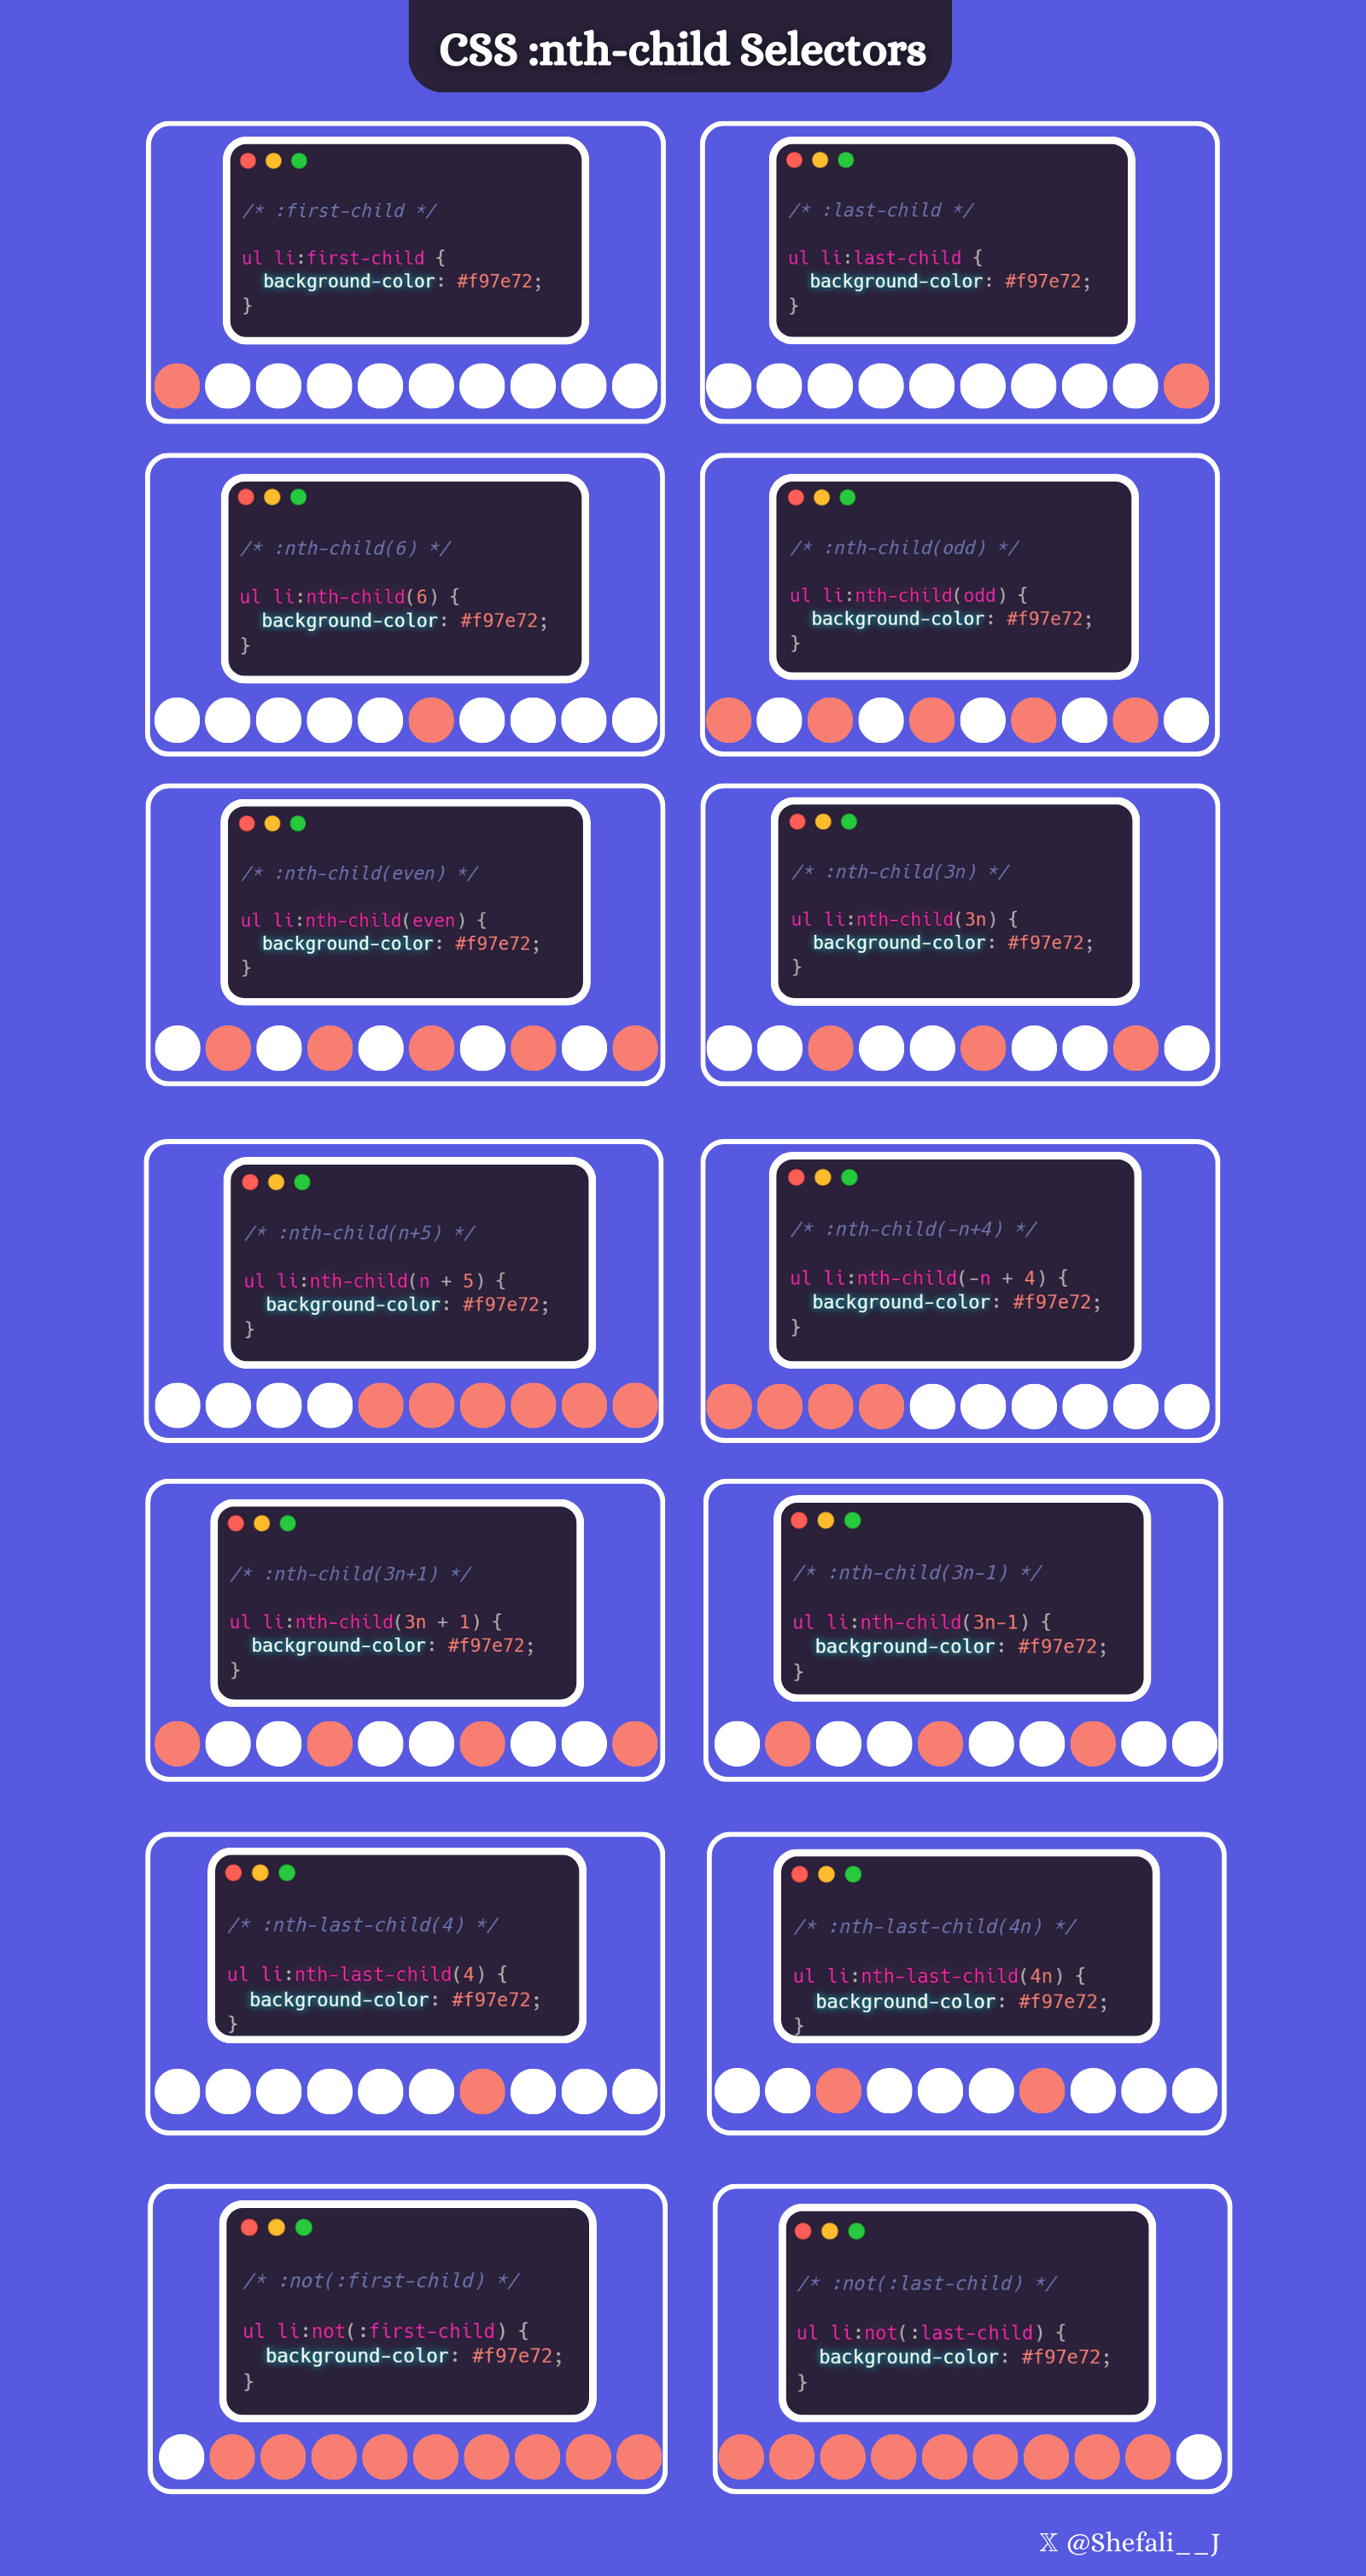 CSS :nth-child Selectors
/* :first-child */
ul li:first-child {
background-color: #f97e72;
}
/* :last-child */
ul li:last-child {
background-color: #f97e72;
}
/* :nth-child(6) */
ul li:nth-child(6) {
background-color: #f97e72;
}
/* :nth-child(odd) */
ul li:nth-child(odd) {
background-color: #f97e72;
}
/* :nth-child(even) */
ul li:nth-child(even) {
background-color: #f97e72;
}
/* :nth-child(3n) */
ul li:nth-child(3n) {
background-color: #f97e72;
}
/* :nth-child(n+5) */
ul li:nth-child(n + 5) {
background-color: #f97e72;
}
/* :nth-child(-n+4) */
ul li:nth-child(-n + 4) {
background-color: #f97e72;
}
/* :nth-child(3n+1) */
ul li:nth-child(3n + 1) {
background-color: #f97e72;
}
/* :nth-child(3n-1) */
ul li:nth-child(3n-1) {
background-color: #f97e72;
}
/* :nth-last-child(4) */
ul li:nth-last-child(4) {
background-color: #f97e72;
}
/* :nth-last-child(4n) */
ul li:nth-last-child(4n) {
background-color: #f97e72;
}
/* :not(:first-child) */
ul li:not(:first-child) {
background-color: #f97e72;
}
/* :not(:last-child) */
ul li:not(:last-child) {
background-color: #f97e72;
}
𝕏 @Shefali__J